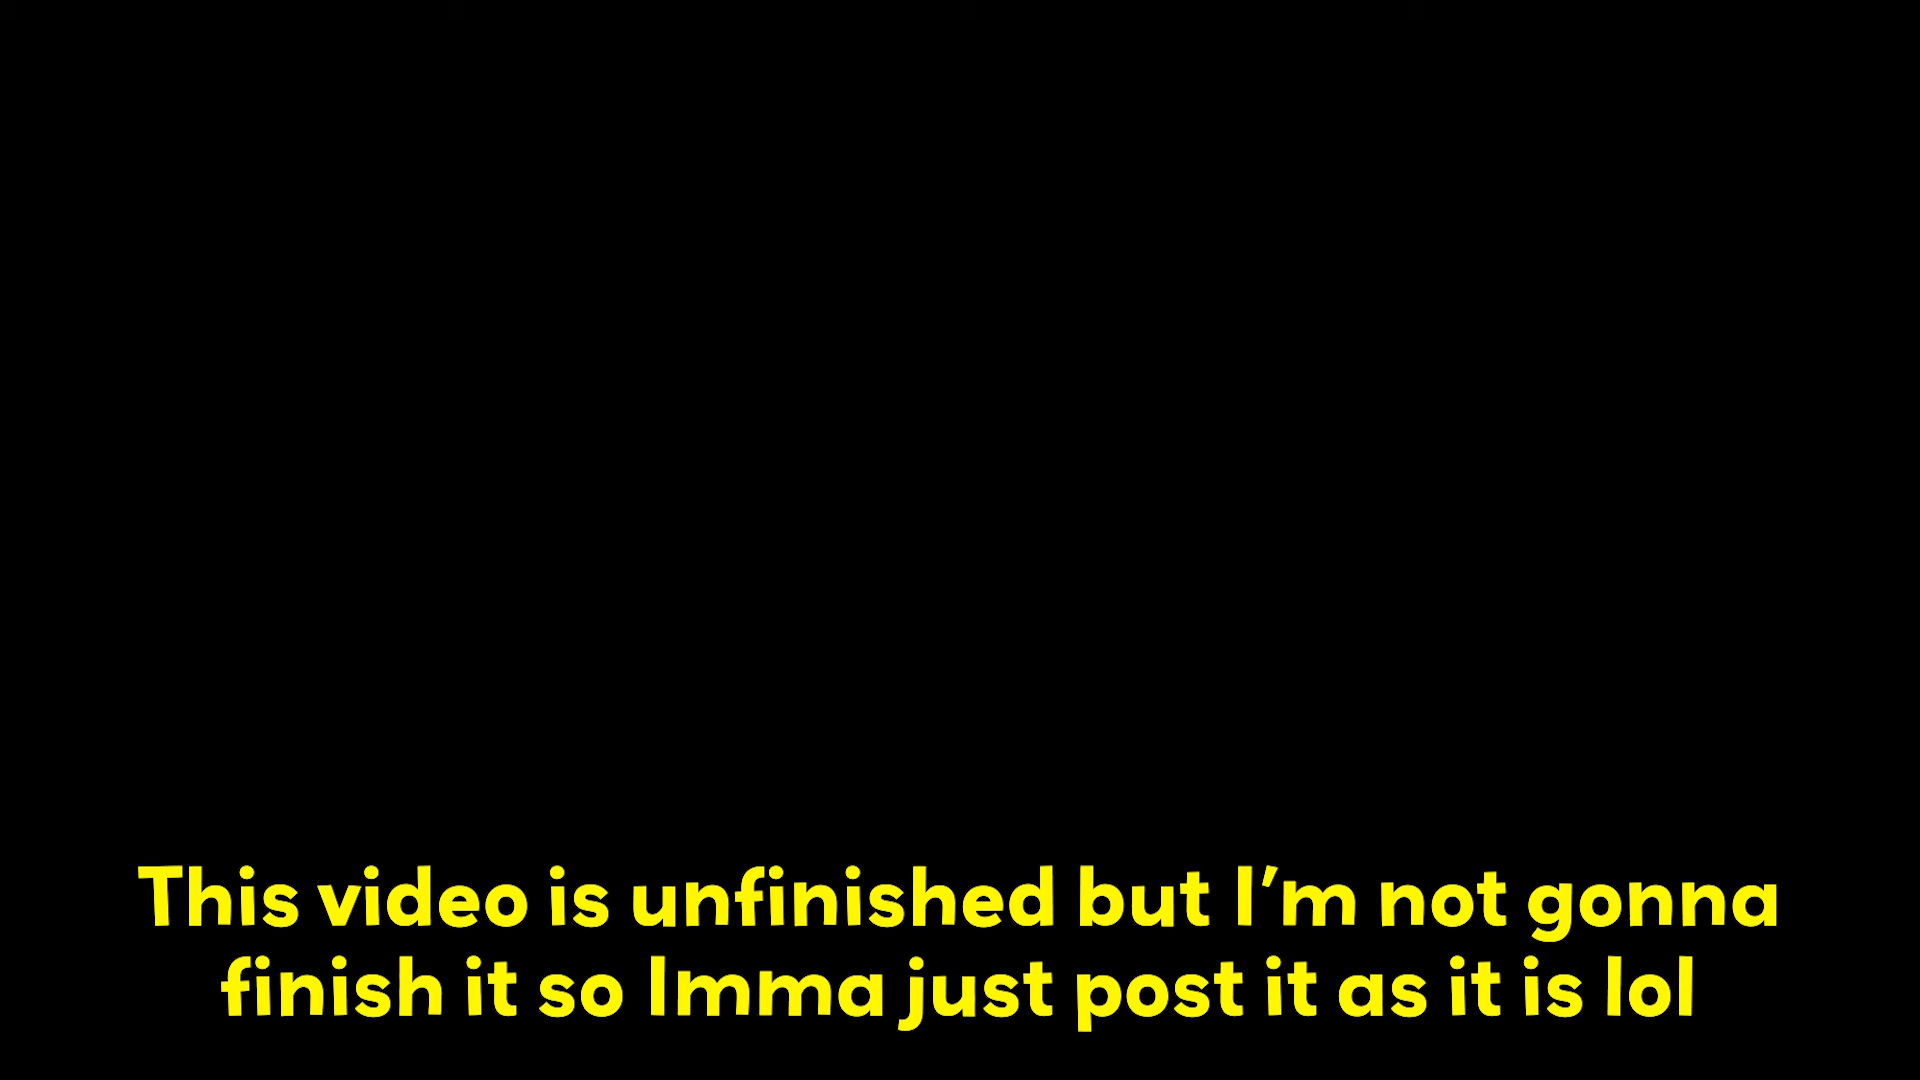 This video is unfinished but I’m not gonna
finish it so Imma just post it as it is lol